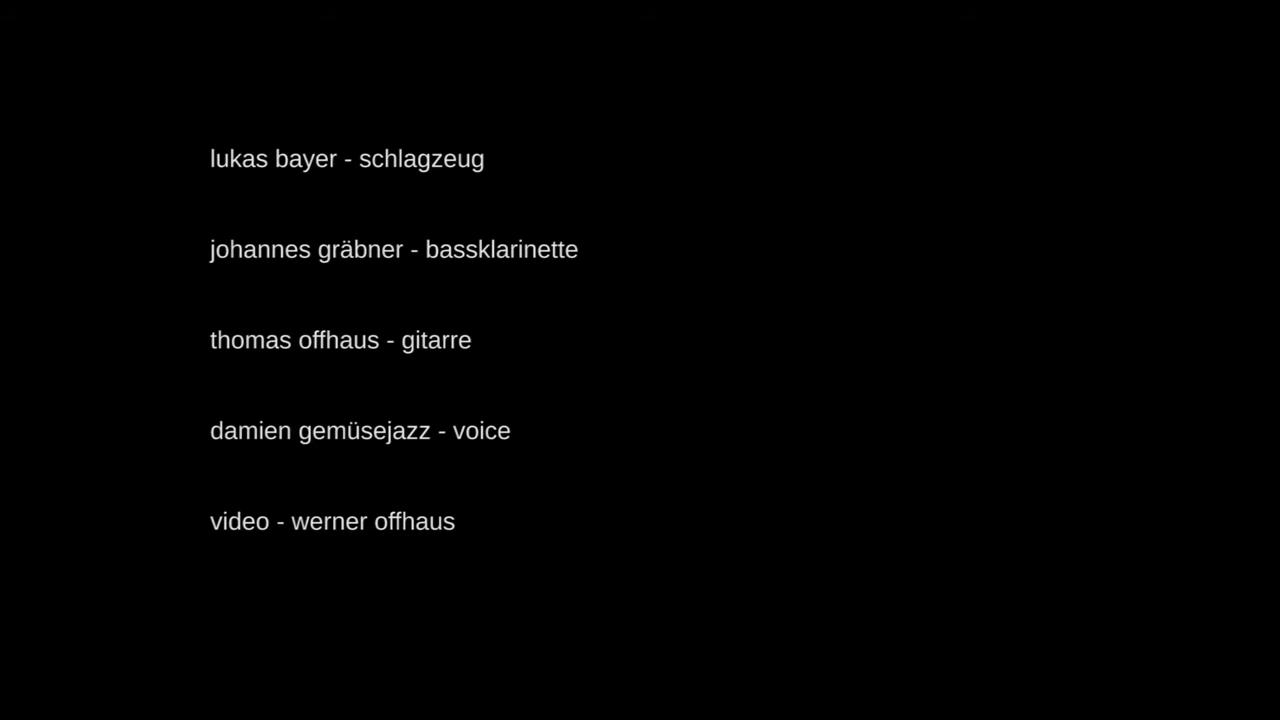 lukas bayer - schlagzeug
johannes gräbner - bassklarinette
thomas offhaus - gitarre
damien gemüsejazz - voice
video - werner offhaus